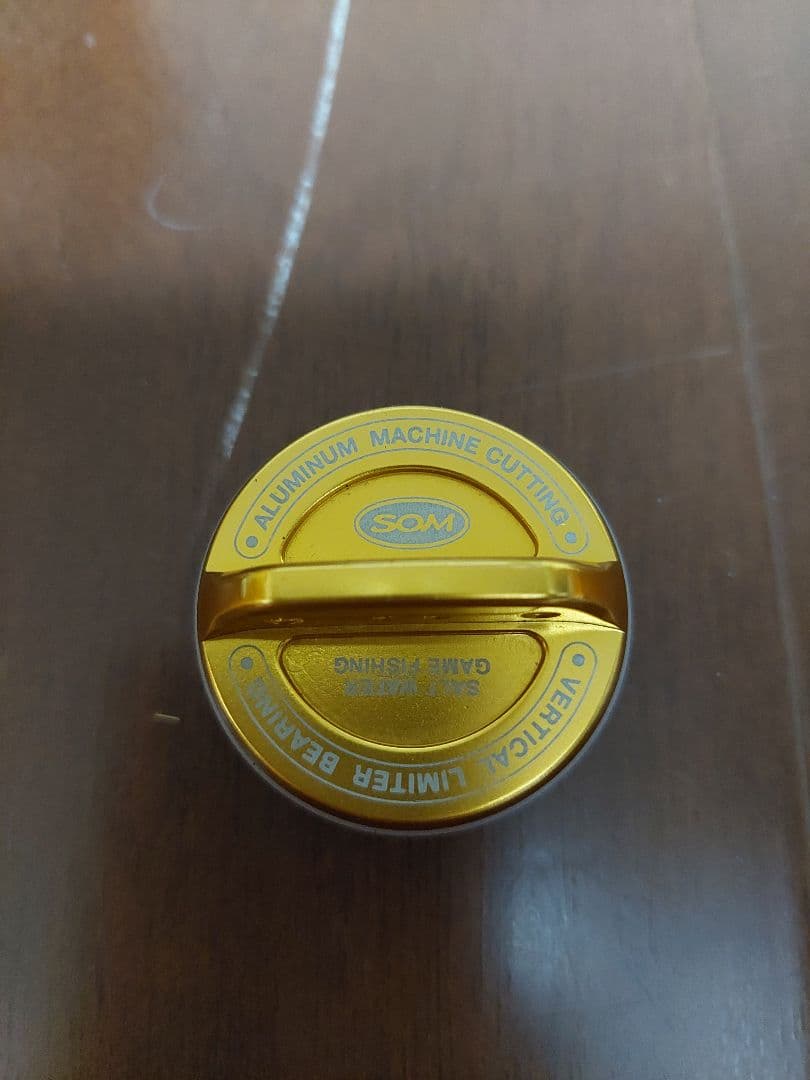 ALUMINUM MACHINE CUTTING
SOM
SALT WATER
GAME FISHING
VERTICAL LIMITER BEARING